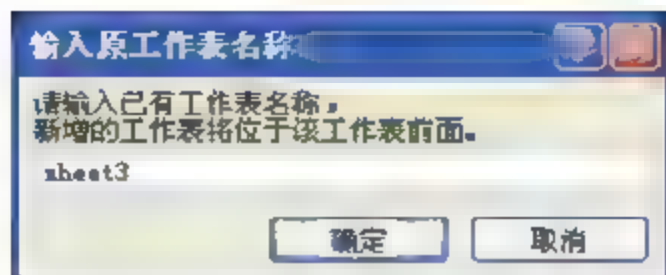 输入原工作表名称
请输入已有工作表名称，
新增的工作表将位于该工作表前面。
sheet3
确定
取消